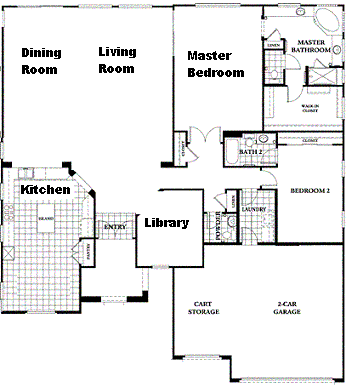 Dining
Room
Living
Room
Master
Bedroom
LINEN
MASTER
BATHROOM
WALK-IN
CLOSET
CLOSET
BATH 2
BEDROOM 2
Kitchen
ISLAND
PANTRY
ENTRY
Library
POWDER
LINEN
LAUNDRY
CART
STORAGE
2-CAR
GARAGE